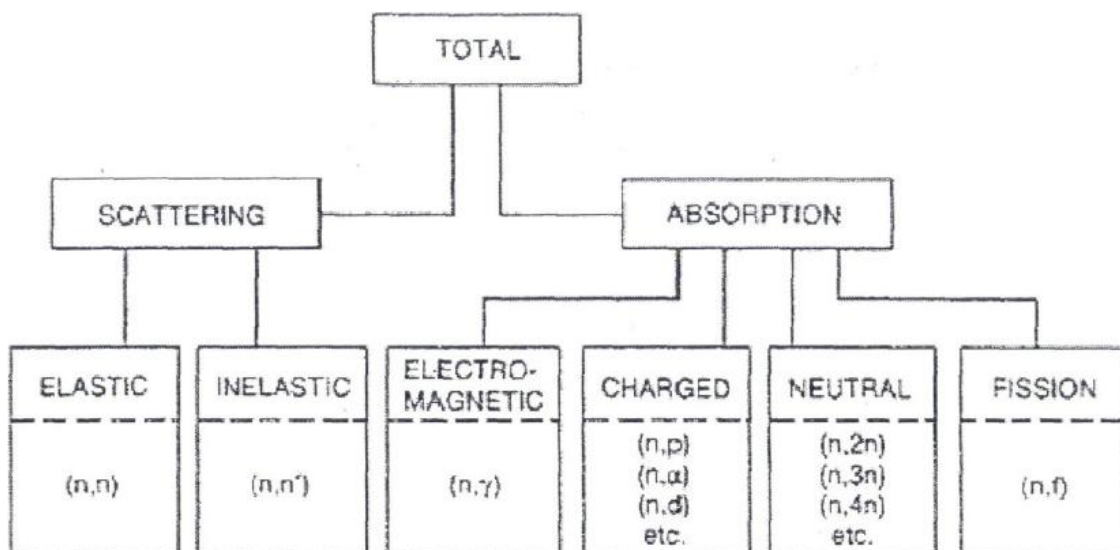 TOTAL
SCATTERING
ABSORPTION
ELASTIC
(n,n)
INELASTIC
(n,n')
ELECTRO-
MAGNETIC
(n,γ)
CHARGED
(n,p)
(n,α)
(n,d)
etc.
NEUTRAL
(n,2n)
(n,3n)
(n,4n)
etc.
FISSION
(n,f)